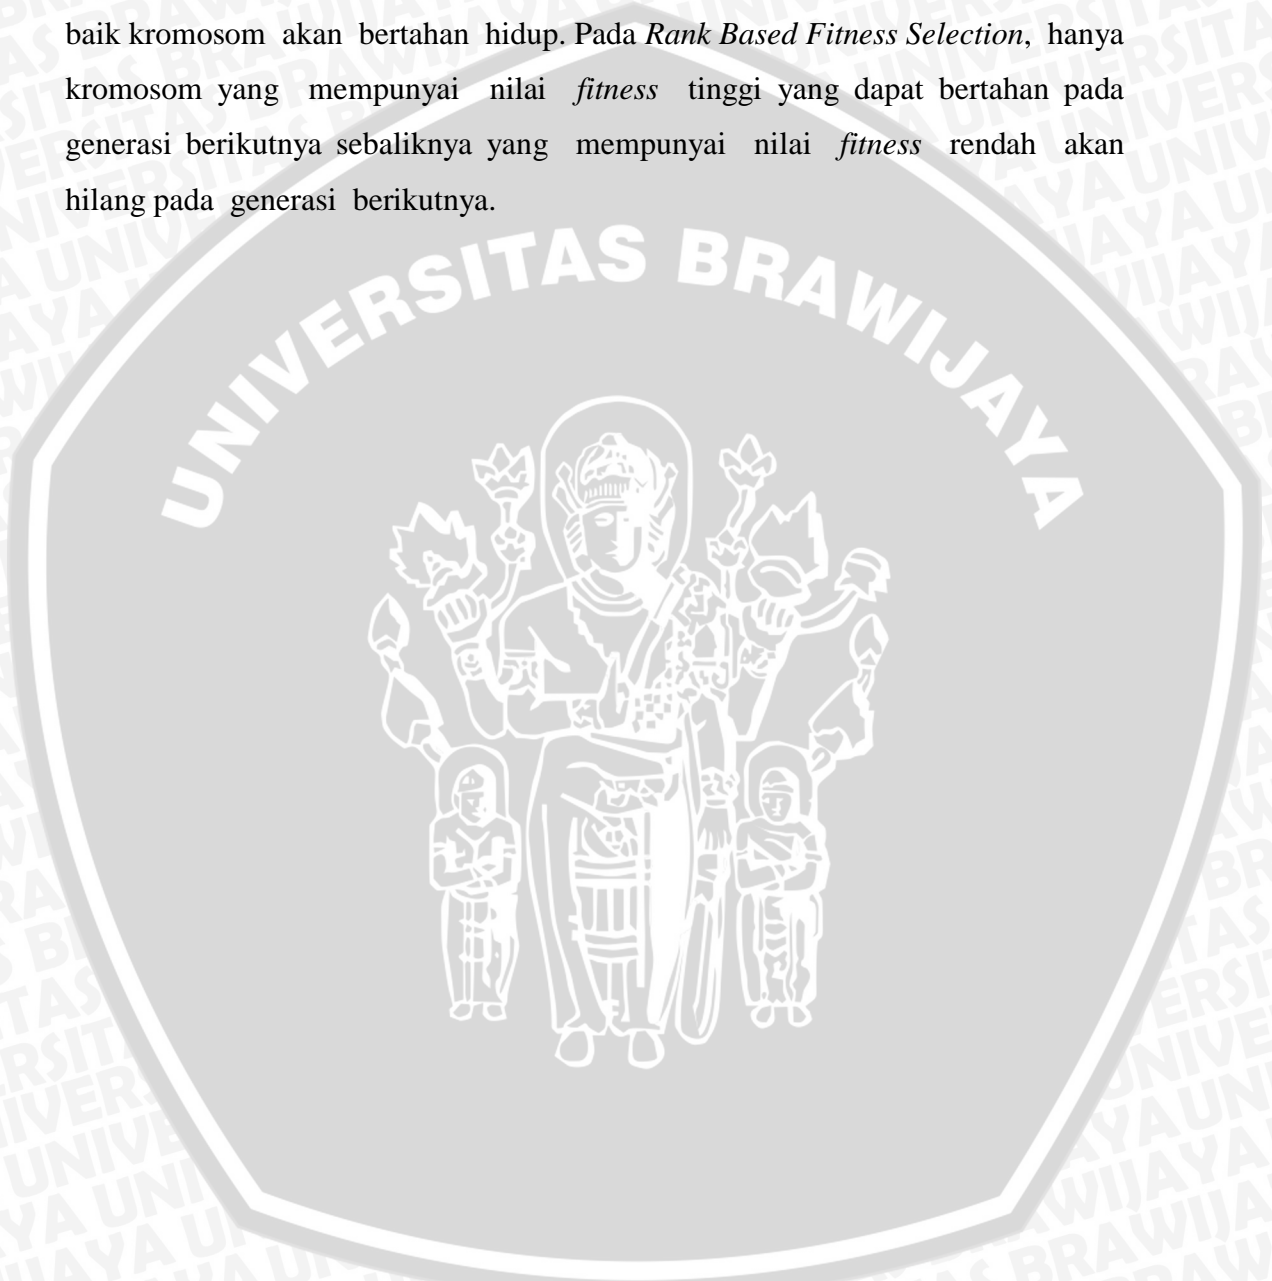 baik kromosom akan bertahan hidup. Pada Rank Based Fitness Selection, hanya
kromosom yang mempunyai nilai fitness tinggi yang dapat bertahan pada
generasi berikutnya sebaliknya yang mempunyai nilai fitness rendah akan
hilang pada generasi berikutnya.
UNIVERSITAS BRAWIJAYA